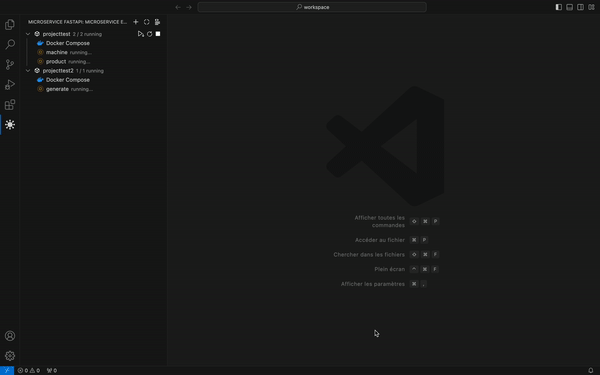 workspace
MICROSERVICE FASTAPI: MICROSERVICE E...
projecttest 2 / 2 running
Docker Compose
machine running...
product running...
projecttest2 1 / 1 running
Docker Compose
generate running...
Afficher toutes les
commandes
⇧ ⌘ P
Accéder au fichier ⌘ P
Chercher dans les fichiers ⇧ ⌘ F
Plein écran ^ ⌘ F
Afficher les paramètres ⌘ ,
0 0 0